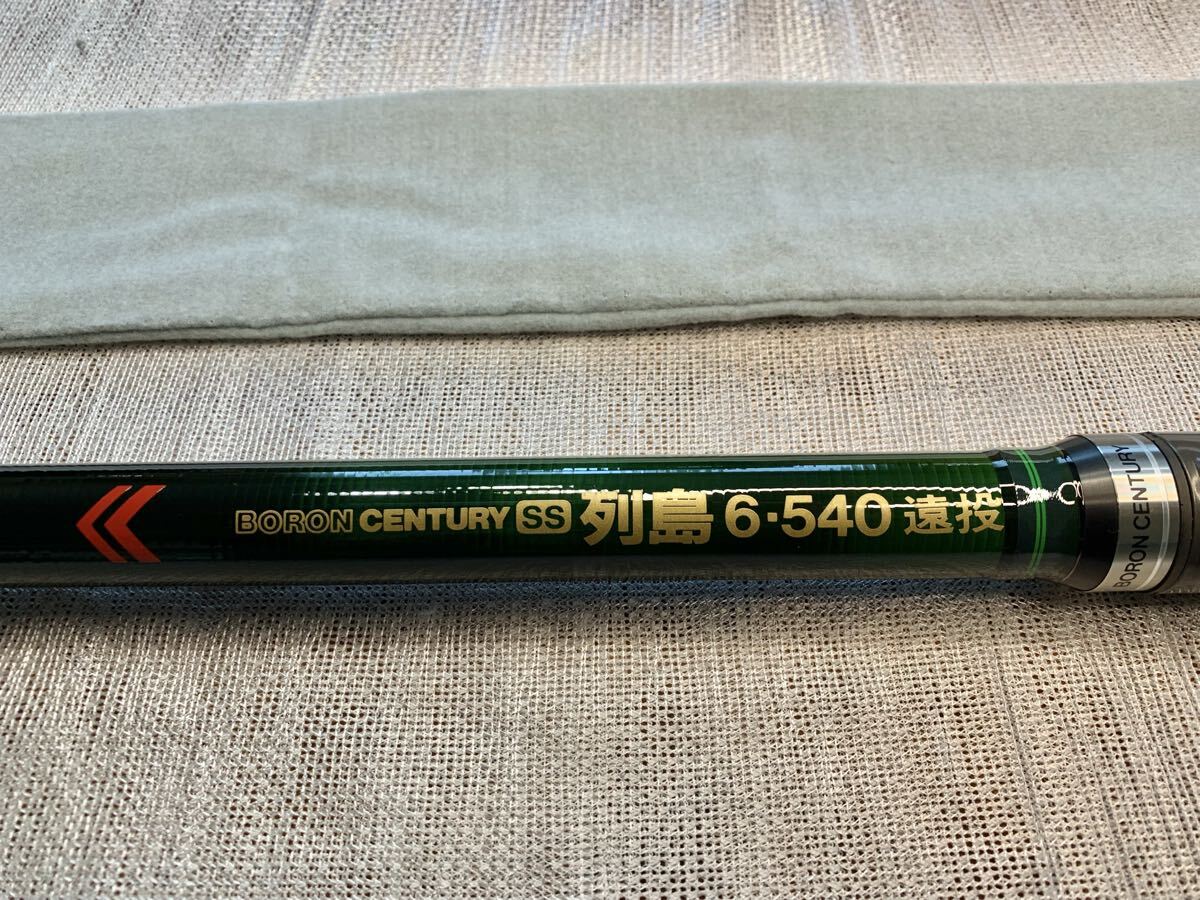 BORON CENTURY SS 列島 6・540 遠投
BORON CENTURY